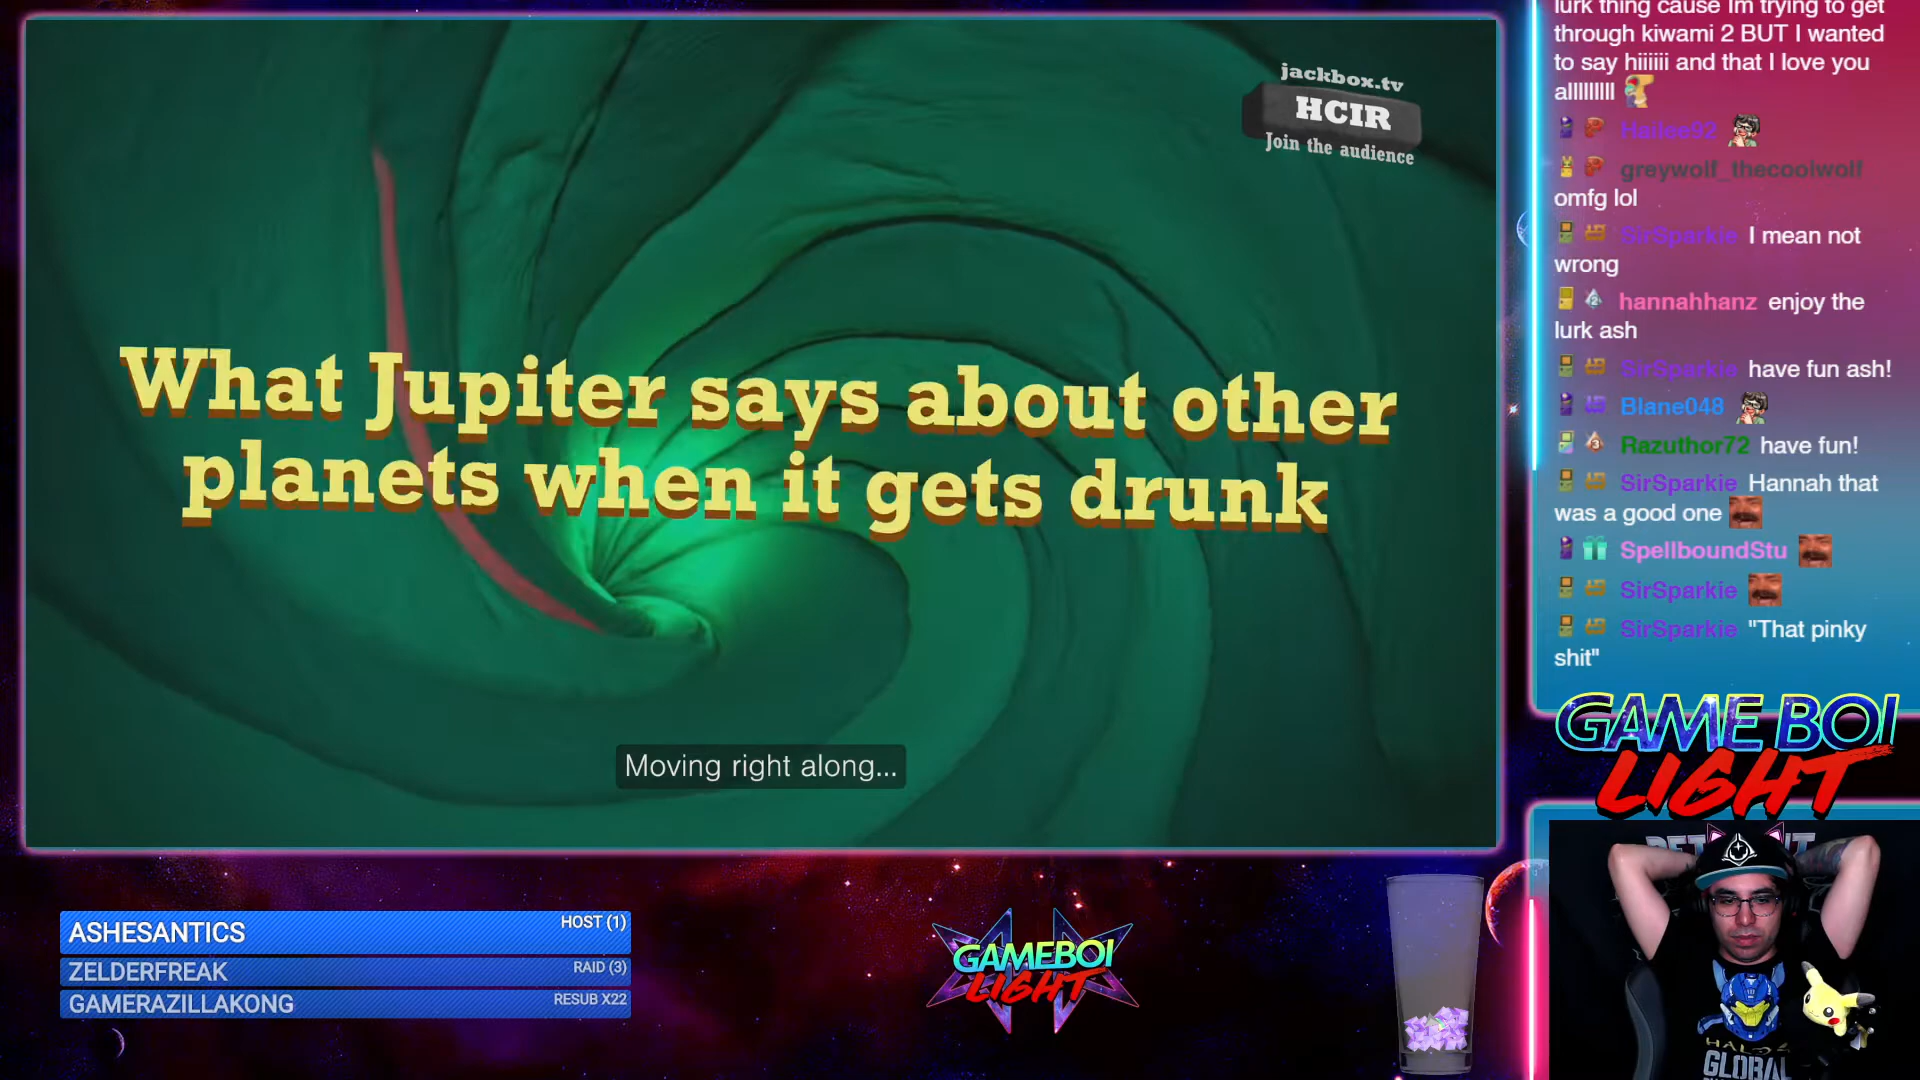 jackbox.tv
HCIR
Join the audience
What Jupiter says about other
planets when it gets drunk
Moving right along...
lurk thing cause Im trying to get
through kiwami 2 BUT I wanted
to say hiiiiii and that I love you
alllllllll
Hailee92
greywolf_thecoolwolf
omfg lol
SirSparkie I mean not
wrong
hannahhanz enjoy the
lurk ash
SirSparkie have fun ash!
Blane048
Razuthor72 have fun!
SirSparkie Hannah that
was a good one
SpellboundStu
SirSparkie
SirSparkie "That pinky
shit"
GAME BOI
LIGHT
ASHESANTICS HOST (1)
ZELDERFREAK RAID (3)
GAMERAZILLAKONG RESUB X22
GAMEBOI
LIGHT
HALO
GLOBAL